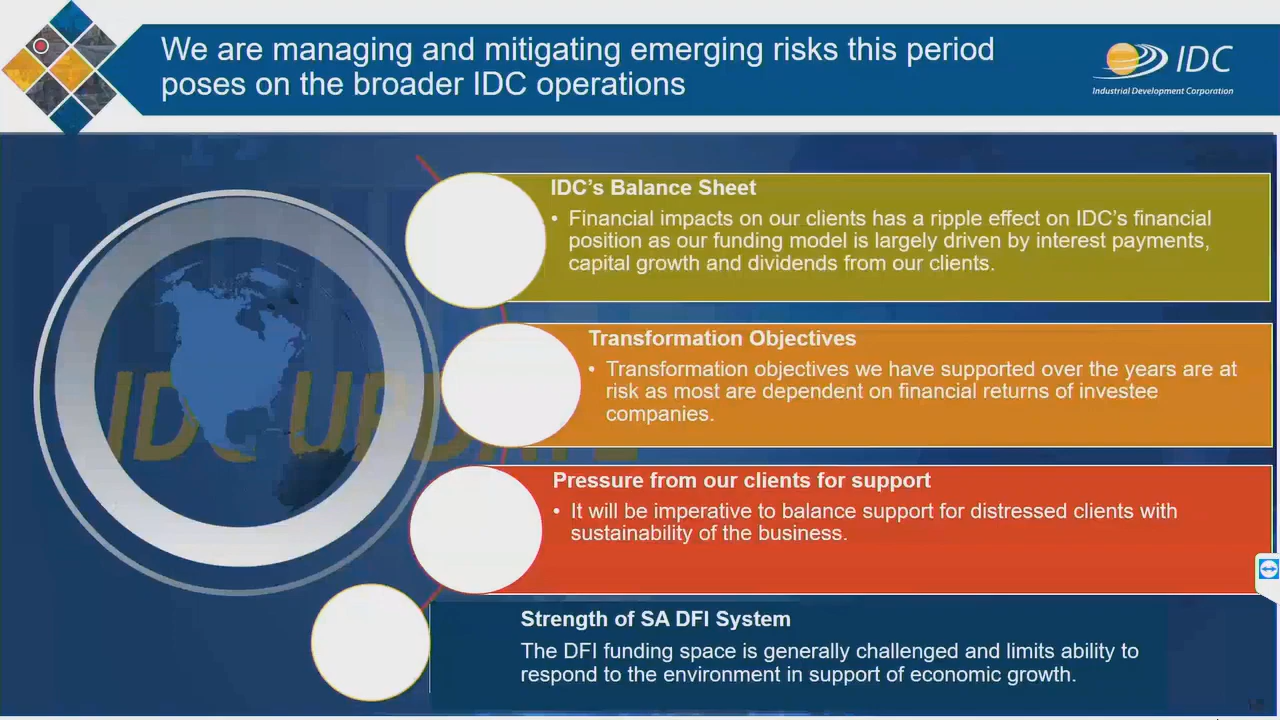 We are managing and mitigating emerging risks this period
poses on the broader IDC operations
IDC
Industrial Development Corporation
IDC's Balance Sheet
• Financial impacts on our clients has a ripple effect on IDC's financial
position as our funding model is largely driven by interest payments,
capital growth and dividends from our clients.
Transformation Objectives
• Transformation objectives we have supported over the years are at
risk as most are dependent on financial returns of investee
companies.
IDC UPDATE
Pressure from our clients for support
• It will be imperative to balance support for distressed clients with
sustainability of the business.
Strength of SA DFI System
The DFI funding space is generally challenged and limits ability to
respond to the environment in support of economic growth.